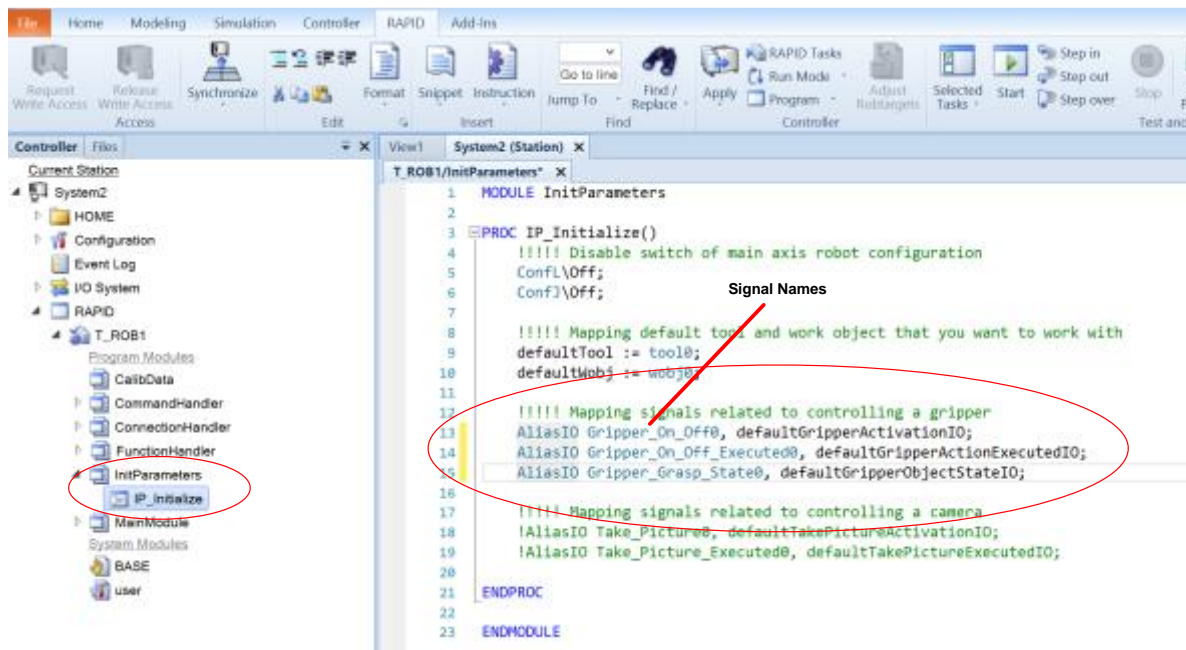 File Home Modeling Simulation Controller RAPID Add-Ins
Request Write Access
Release Write Access
Synchronize
Format Snippet Instruction
Go to line
Jump To
Find / Replace
Apply
RAPID Tasks
Run Mode
Program
Adjust Robtargets
Selected Tasks
Start
Step in
Step out
Step over
Stop
Access Edit Insert Find Controller Test and
Controller Files
View1 System2 (Station)
Current Station
T_ROB1/InitParameters*
System2
HOME
Configuration
Event Log
I/O System
RAPID
T_ROB1
Program Modules
CalibData
CommandHandler
ConnectionHandler
FunctionHandler
InitParameters
IP_Initialize
MainModule
System Modules
BASE
user
Signal Names
1 MODULE InitParameters
2
3 PROC IP_Initialize()
4 !!!!! Disable switch of main axis robot configuration
5 ConfL\Off;
6 ConfJ\Off;
7
8 !!!!! Mapping default tool and work object that you want to work with
9 defaultTool := tool0;
10 defaultWobj := wobj0;
11
12 !!!!! Mapping signals related to controlling a gripper
13 AliasIO Gripper_On_Off0, defaultGripperActivationIO;
14 AliasIO Gripper_On_Off_Executed0, defaultGripperActionExecutedIO;
15 AliasIO Gripper_Grasp_State0, defaultGripperObjectStateIO;
16
17 !!!!! Mapping signals related to controlling a camera
18 !AliasIO Take_Picture0, defaultTakePictureActivationIO;
19 !AliasIO Take_Picture_Executed0, defaultTakePictureExecutedIO;
20
21 ENDPROC
22
23 ENDMODULE